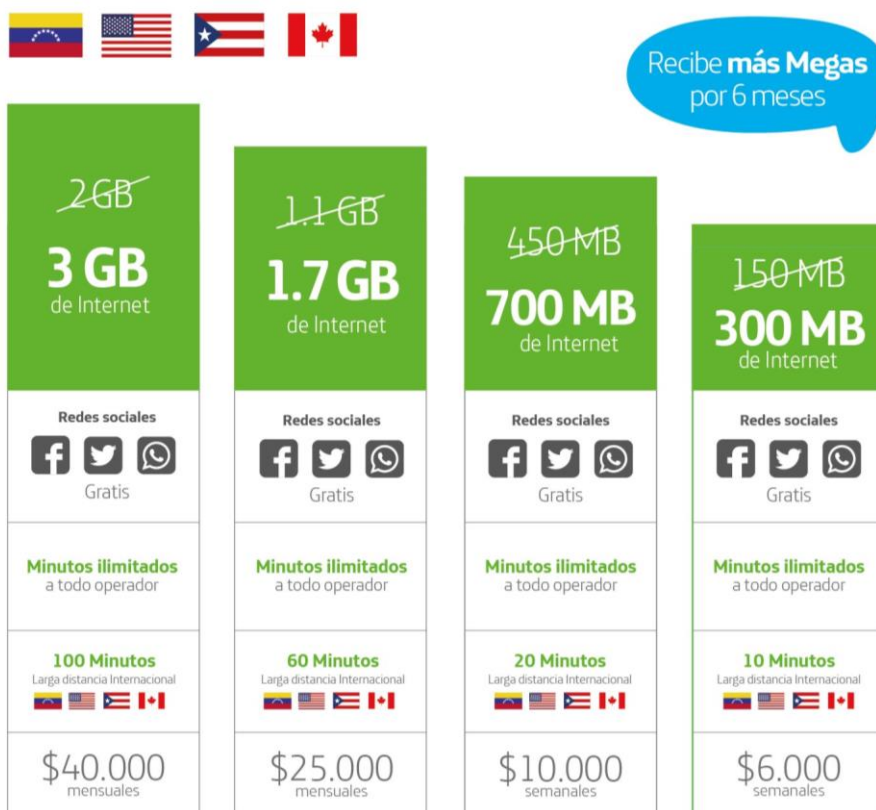 Recibe más Megas
por 6 meses
2 GB
3 GB
de Internet
Redes sociales
Gratis
Minutos ilimitados
a todo operador
100 Minutos
Larga distancia Internacional
$40.000
mensuales
1.1 GB
1.7 GB
de Internet
Redes sociales
Gratis
Minutos ilimitados
a todo operador
60 Minutos
Larga distancia Internacional
$25.000
mensuales
450 MB
700 MB
de Internet
Redes sociales
Gratis
Minutos ilimitados
a todo operador
20 Minutos
Larga distancia Internacional
$10.000
semanales
150 MB
300 MB
de Internet
Redes sociales
Gratis
Minutos ilimitados
a todo operador
10 Minutos
Larga distancia Internacional
$6.000
semanales